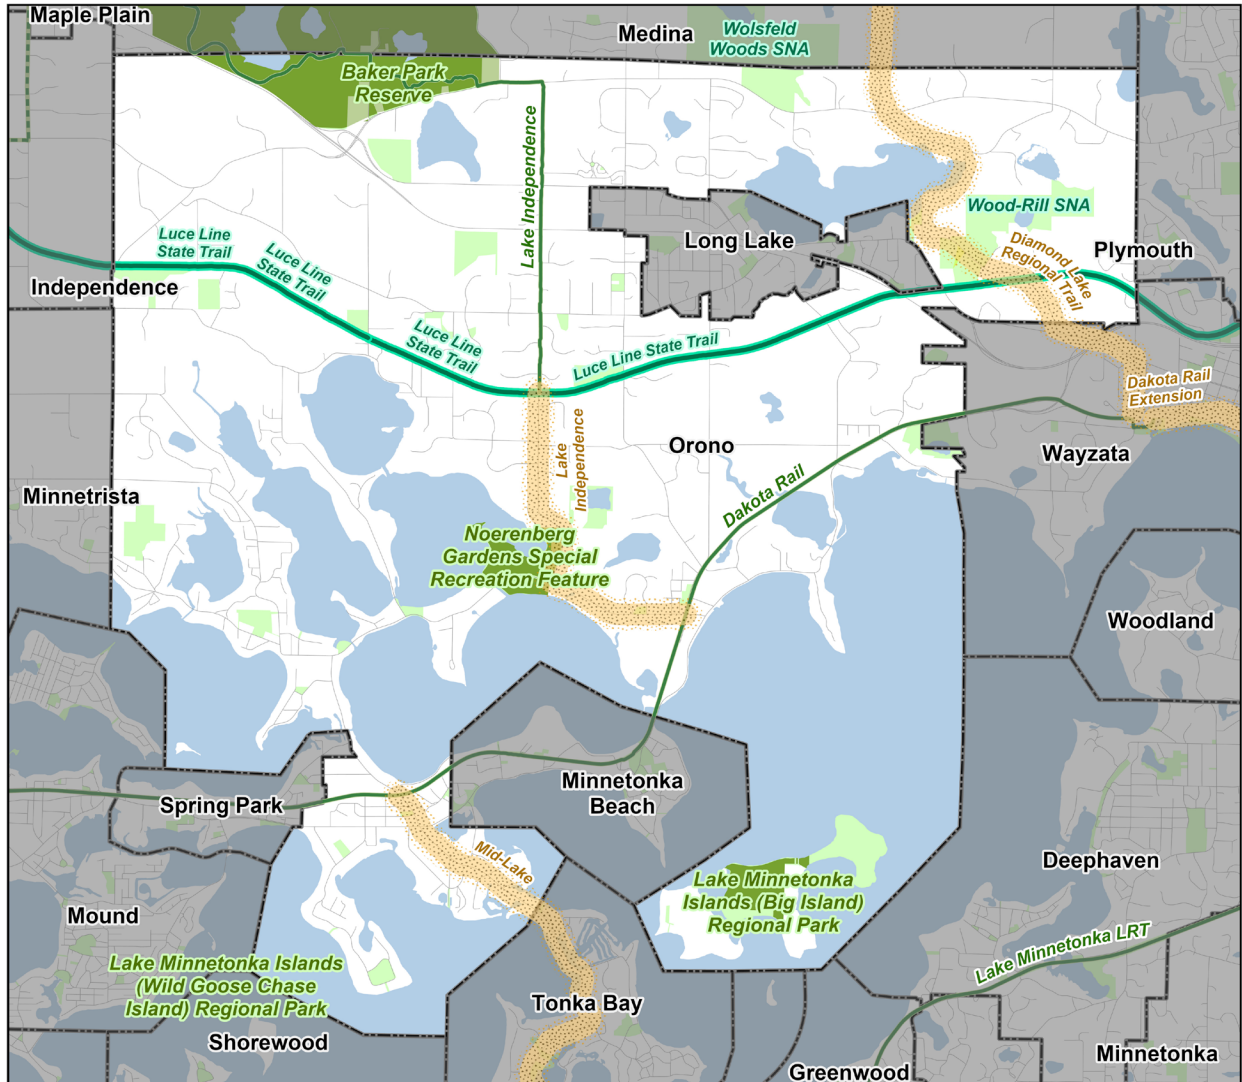 Maple Plain
Medina
Wolsfeld
Woods SNA
Baker Park
Reserve
Lake Independence
Wood-Rill SNA
Long Lake
Diamond Lake
Regional Trail
Plymouth
Luce Line
State Trail
Luce Line
State Trail
Independence
Luce Line
State Trail
Luce Line State Trail
Dakota Rail
Extension
Lake
Independence
Orono
Wayzata
Minnetrista
Dakota Rail
Noerenberg
Gardens Special
Recreation Feature
Woodland
Minnetonka
Beach
Spring Park
Mid-Lake
Deephaven
Lake Minnetonka
Islands (Big Island)
Regional Park
Mound
Lake Minnetonka LRT
Lake Minnetonka Islands
(Wild Goose Chase
Island) Regional Park
Tonka Bay
Shorewood
Minnetonka
Greenwood